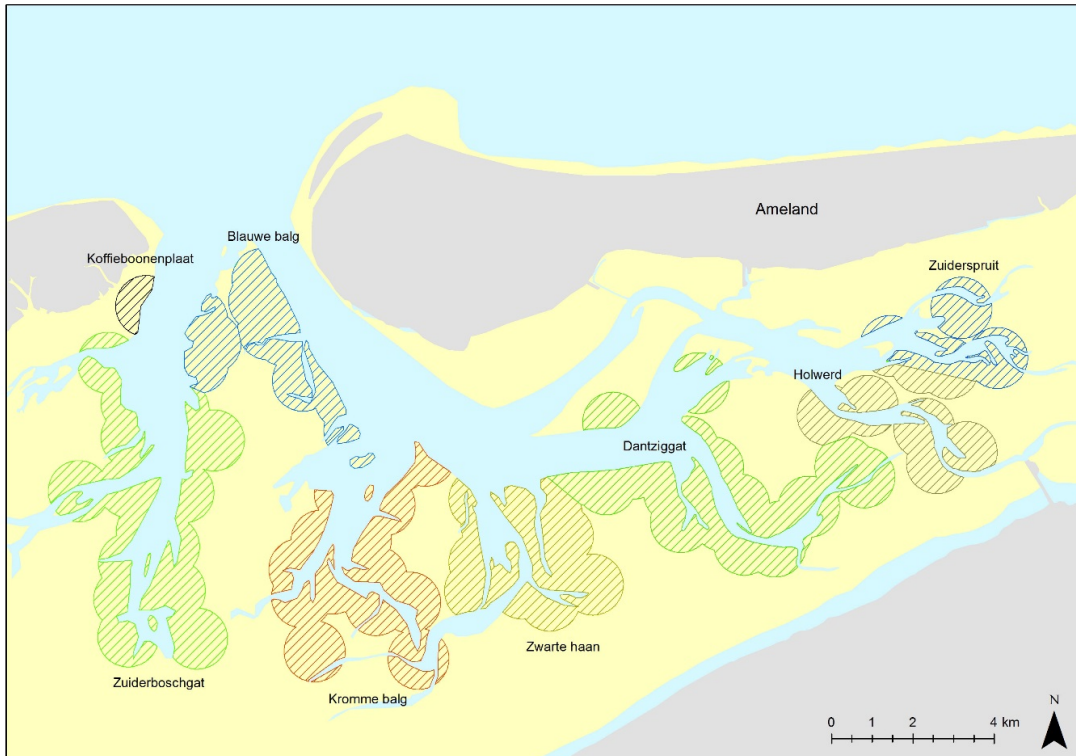 Ameland
Blauwe balg
Koffieboonenplaat
Zuiderspruit
Holwerd
Dantziggat
Zwarte haan
Zuiderboschgat
Kromme balg
N
0 1 2 4 km